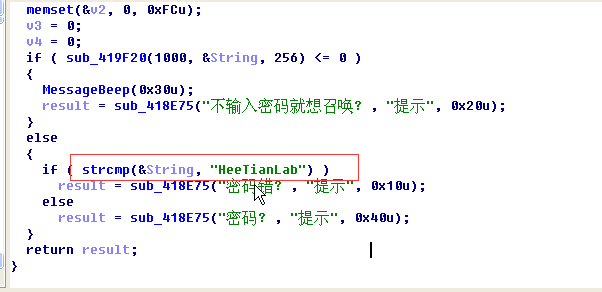 memset(&v2, 0, 0xFCu);
v3 = 0;
v4 = 0;
if ( sub_419F20(1000, &String, 256) <= 0 )
{
MessageBeep(0x30u);
result = sub_418E75("不输入密码就想召唤? , "提示", 0x20u);
}
else
{
if ( strcmp(&String, "HeeTianLab") )
result = sub_418E75("密码错? , "提示", 0x10u);
else
result = sub_418E75("密码? , "提示", 0x40u);
}
return result;
}